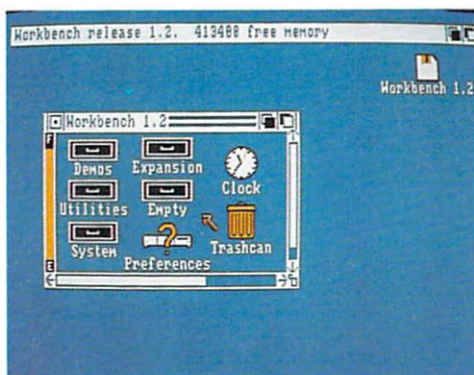 Workbench release 1.2. 413488 free memory
Workbench 1.2
Workbench 1.2
Demos Expansion
Clock
Utilities Empty
System
Trashcan
Preferences
F
E